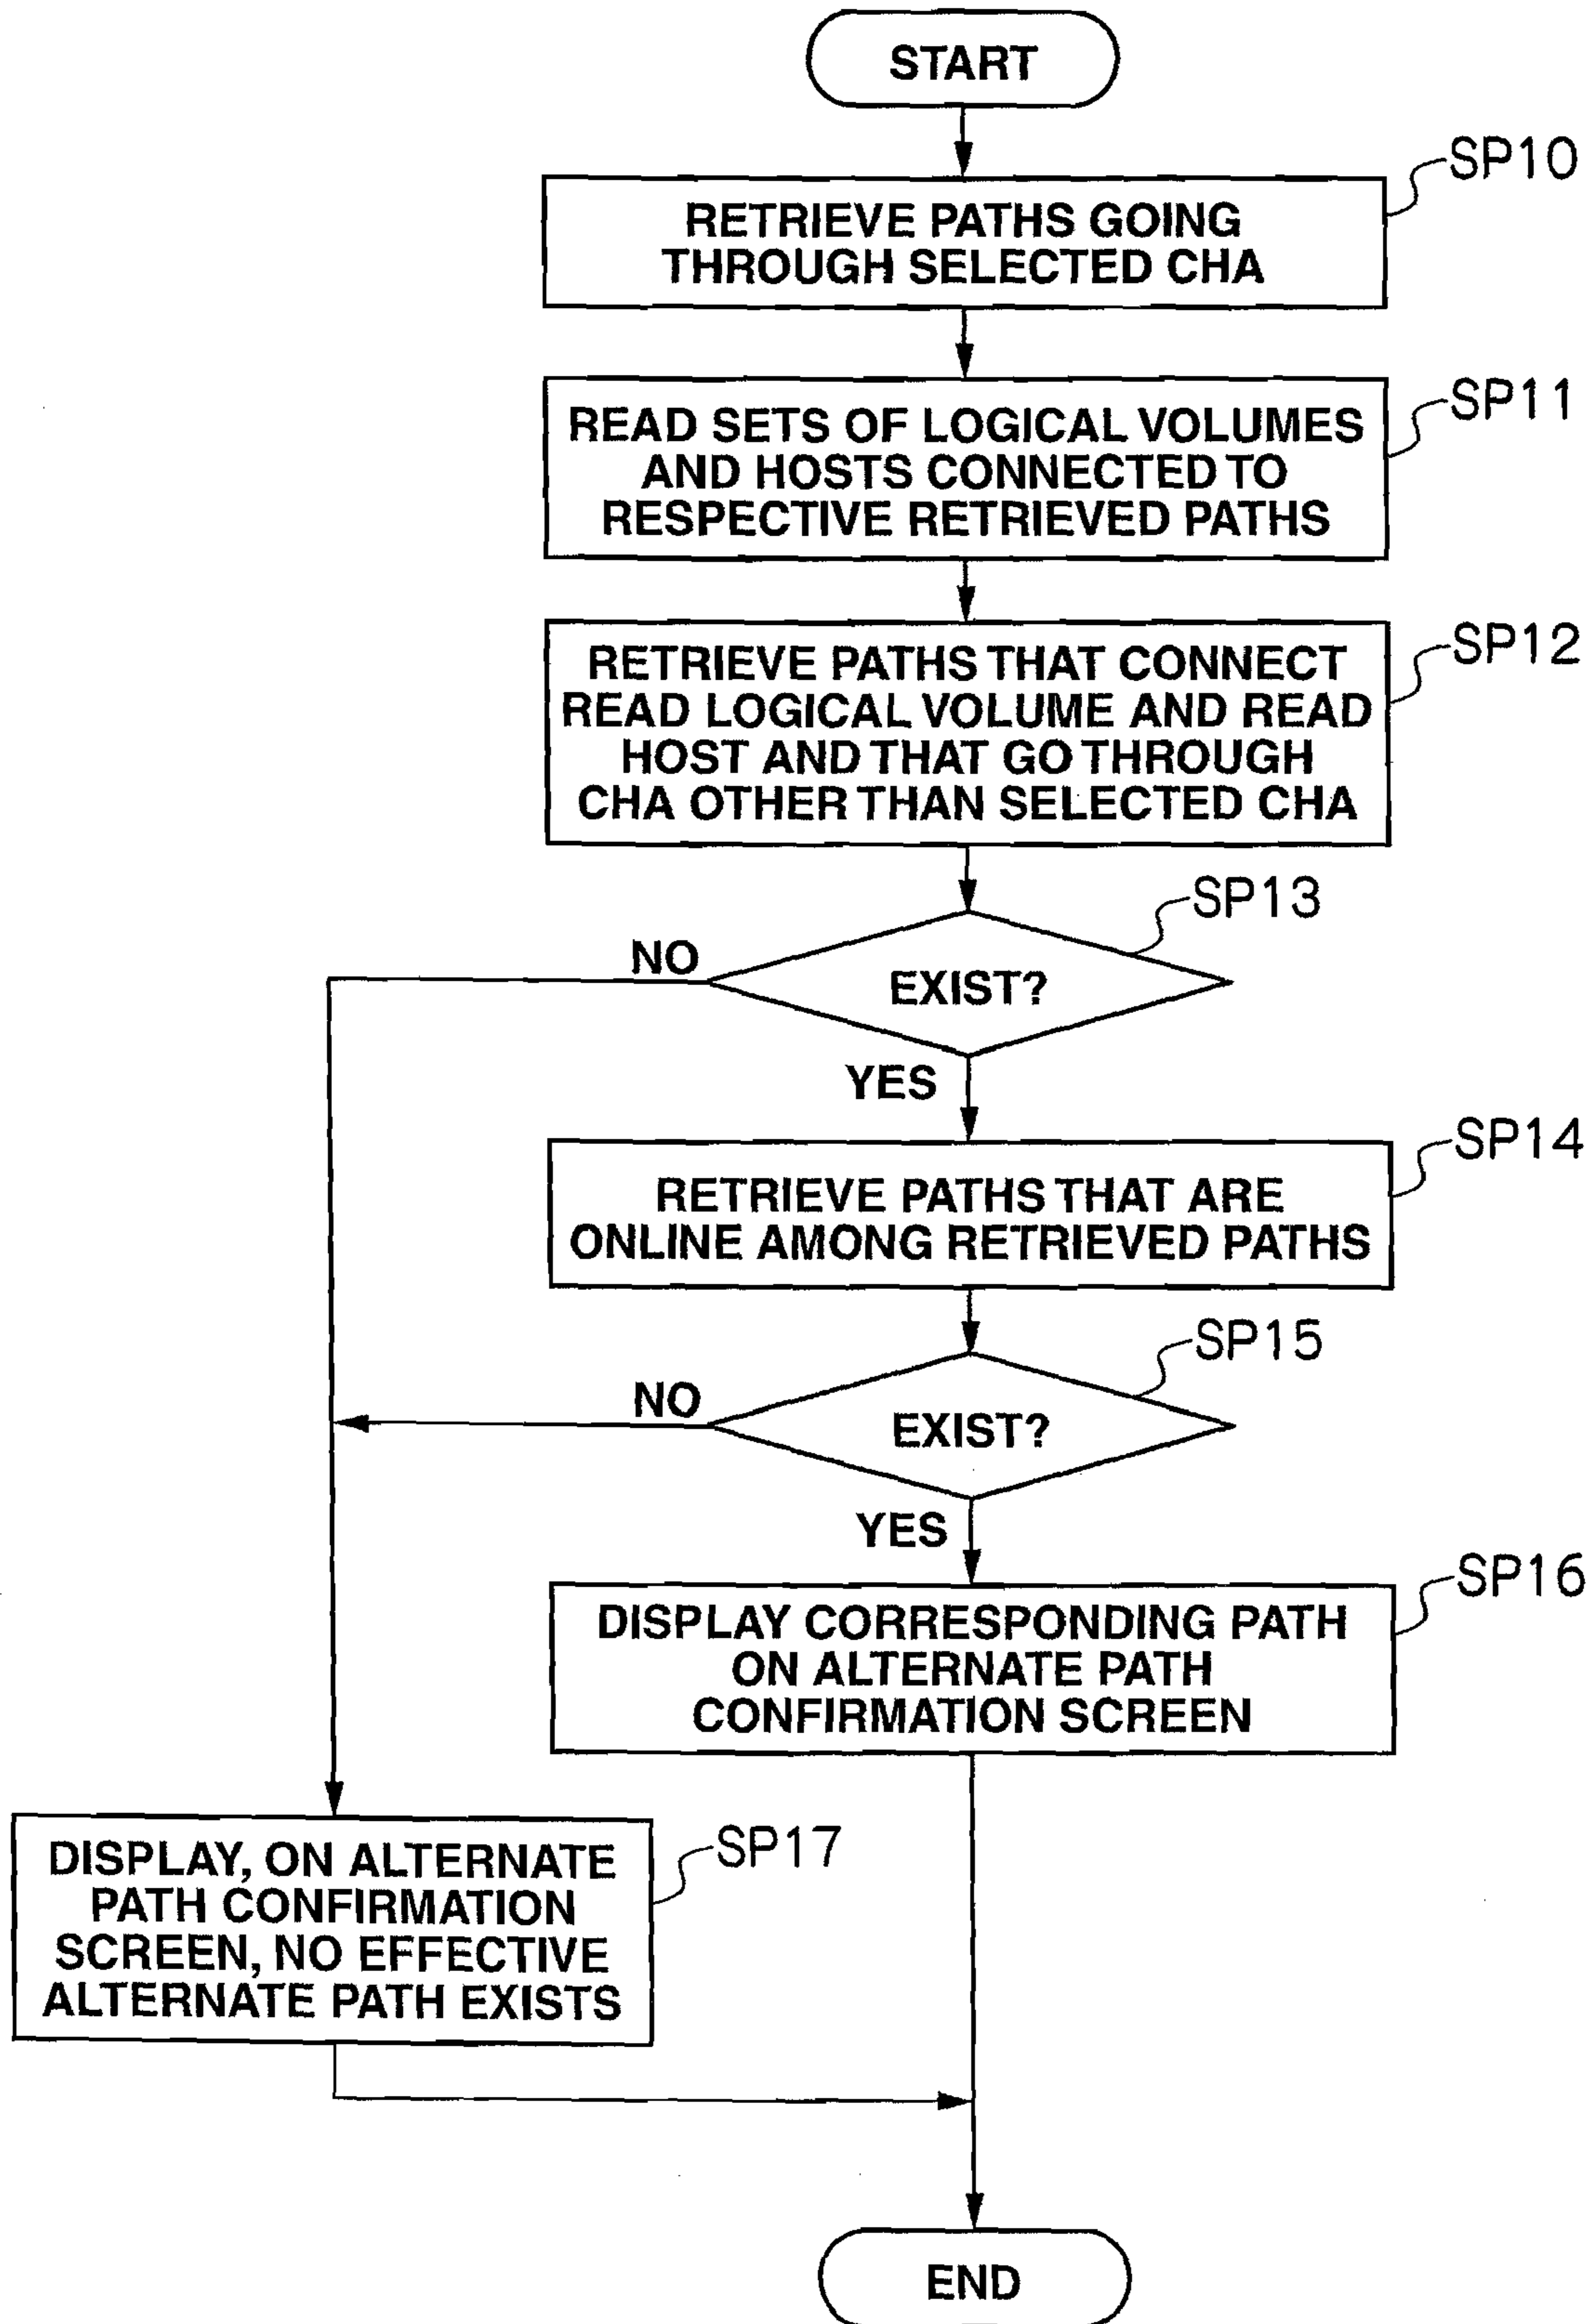 START
SP10
RETRIEVE PATHS GOING
THROUGH SELECTED CHA
SP11
READ SETS OF LOGICAL VOLUMES
AND HOSTS CONNECTED TO
RESPECTIVE RETRIEVED PATHS
SP12
RETRIEVE PATHS THAT CONNECT
READ LOGICAL VOLUME AND READ
HOST AND THAT GO THROUGH
CHA OTHER THAN SELECTED CHA
SP13
NO
EXIST?
YES
SP14
RETRIEVE PATHS THAT ARE
ONLINE AMONG RETRIEVED PATHS
SP15
NO
EXIST?
YES
SP16
DISPLAY CORRESPONDING PATH
ON ALTERNATE PATH
CONFIRMATION SCREEN
SP17
DISPLAY, ON ALTERNATE
PATH CONFIRMATION
SCREEN, NO EFFECTIVE
ALTERNATE PATH EXISTS
END